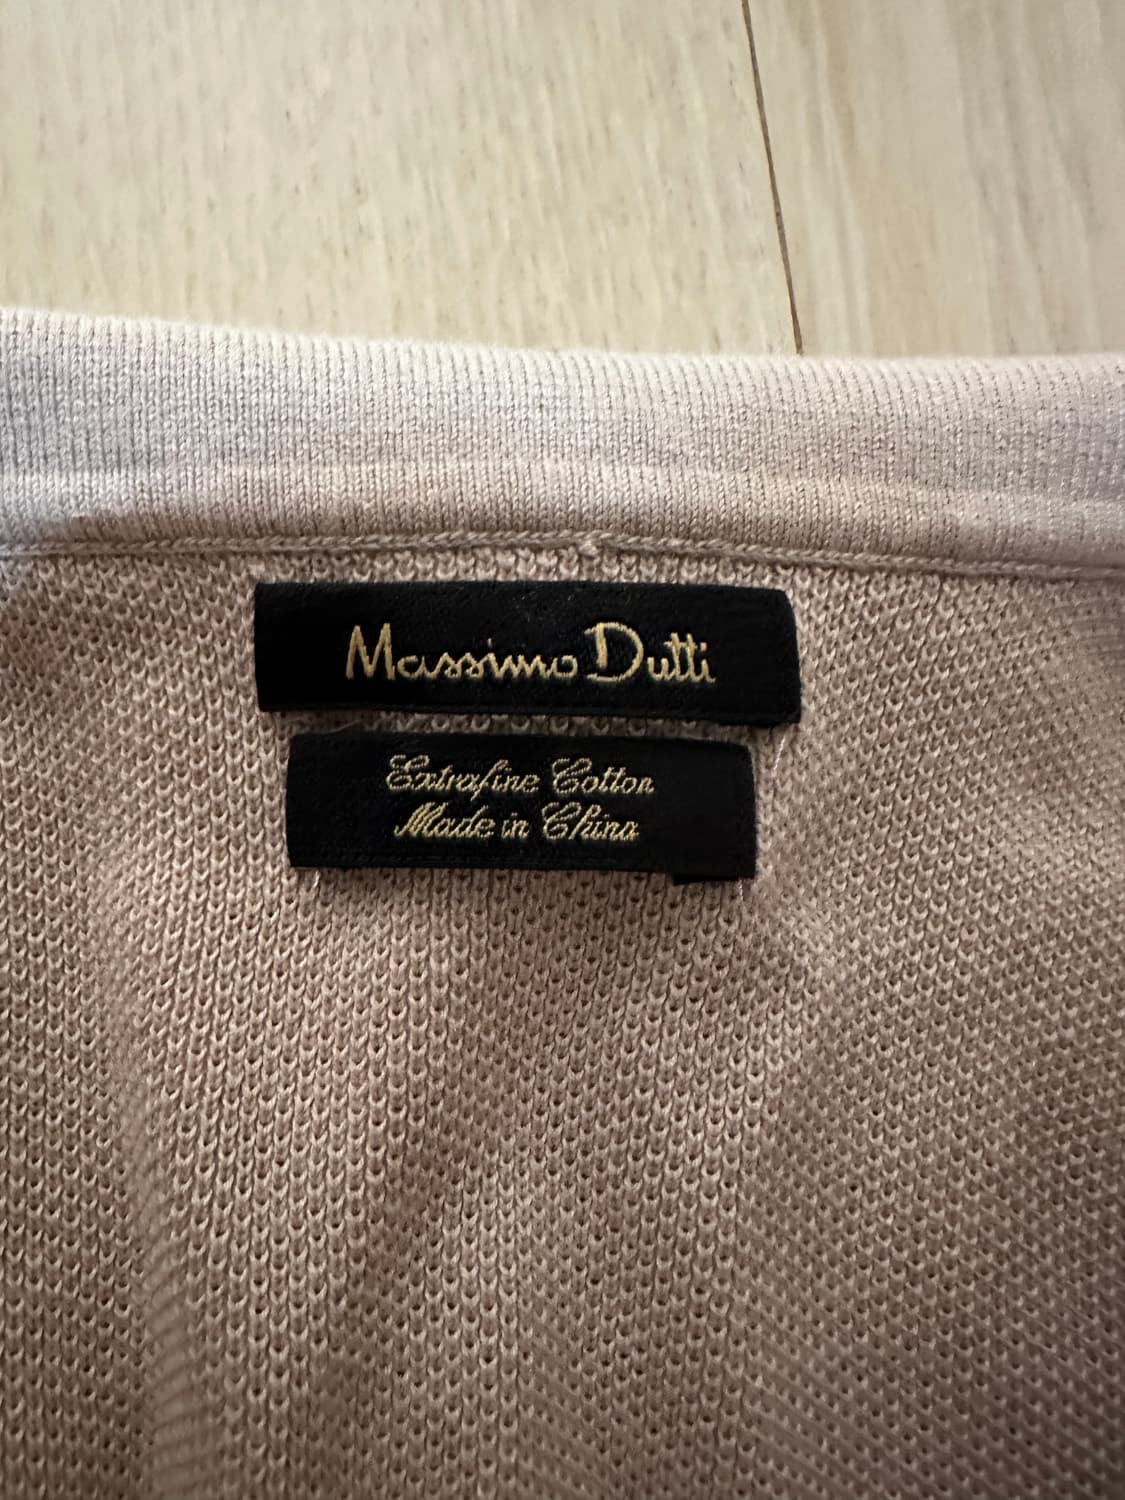 Massimo Dutti
Extrafine Cotton
Made in China